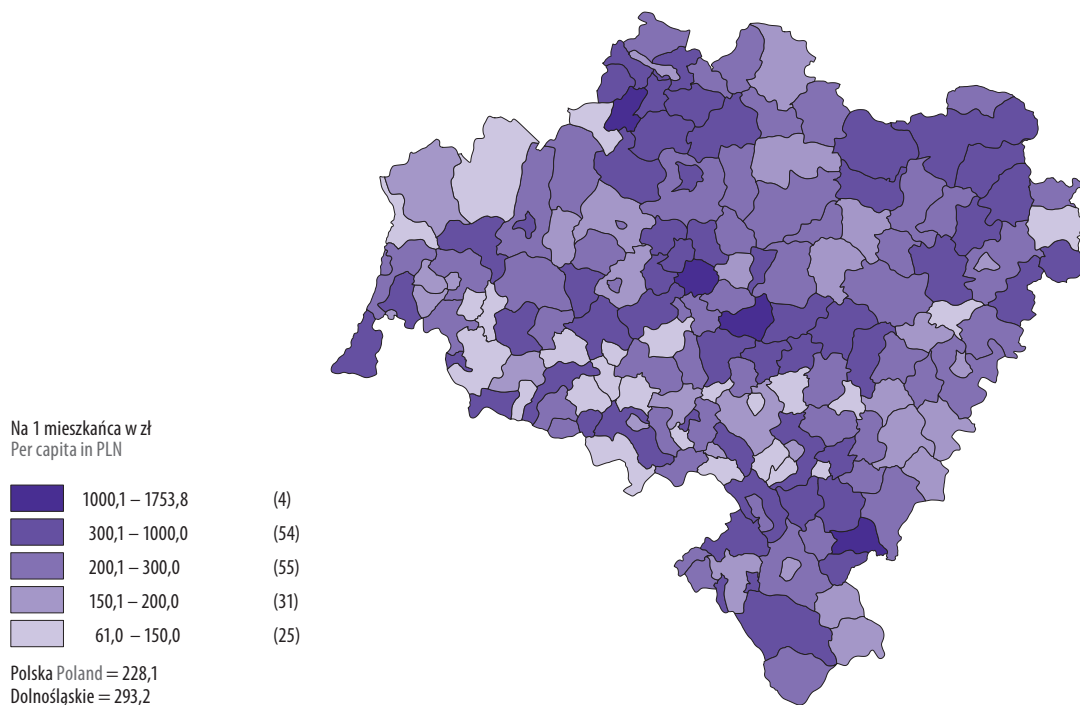 Na 1 mieszkańca w zł
Per capita in PLN
1000,1 – 1753,8 (4)
300,1 – 1000,0 (54)
200,1 – 300,0 (55)
150,1 – 200,0 (31)
61,0 – 150,0 (25)
Polska Poland = 228,1
Dolnośląskie = 293,2